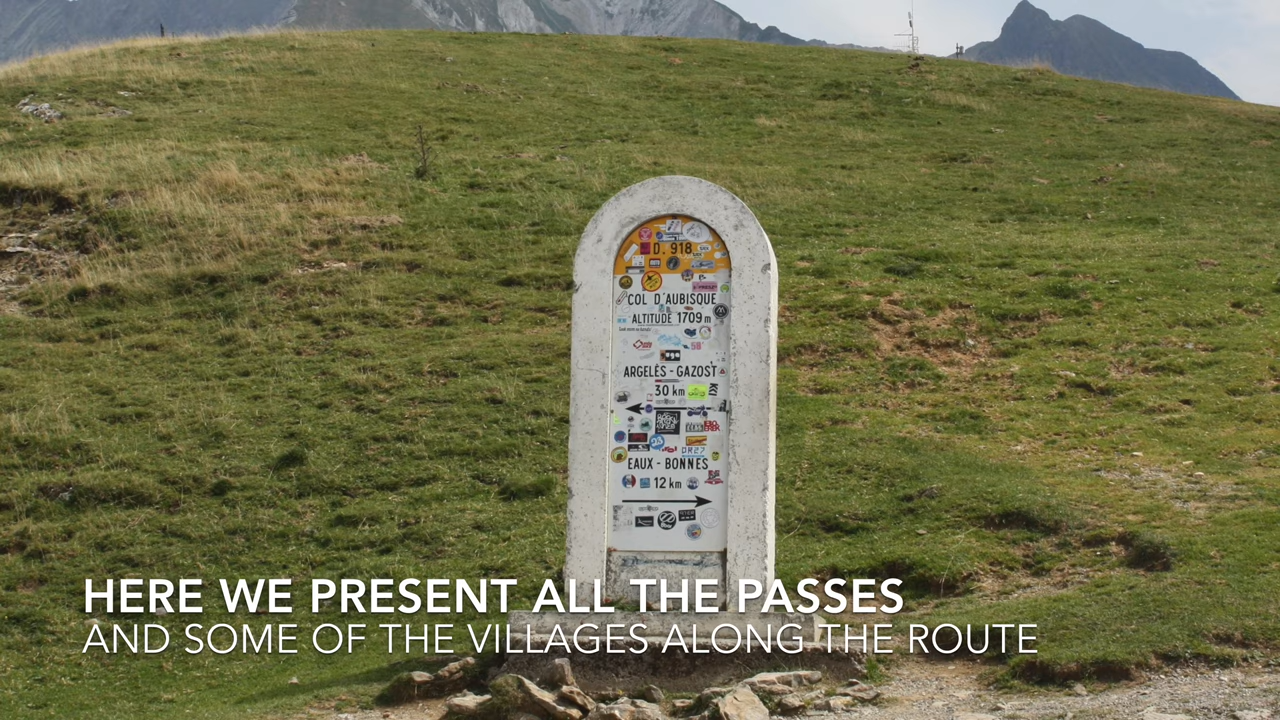 D. 918
COL D'AUBISQUE
ALTITUDE 1709 m
ARGELÈS - GAZOST
30 km
EAUX - BONNES
12 km
HERE WE PRESENT ALL THE PASSES
AND SOME OF THE VILLAGES ALONG THE ROUTE